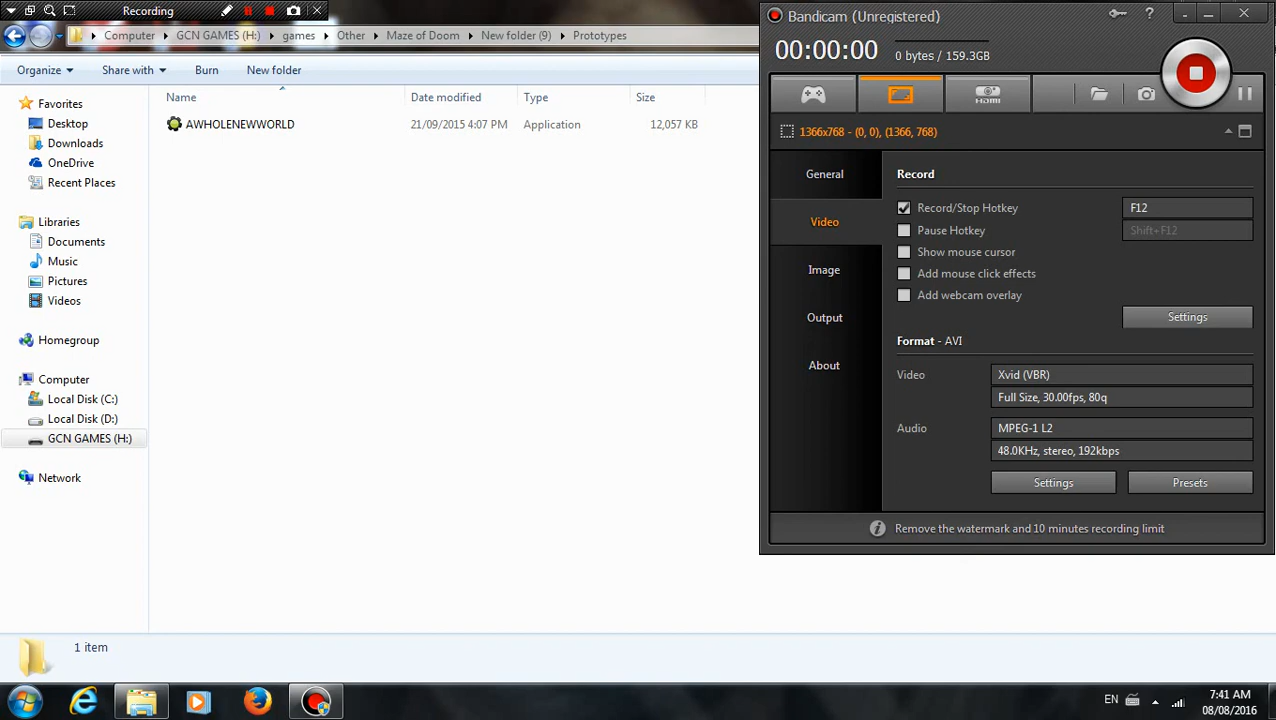 Recording
Computer GCN GAMES (H:) games Other Maze of Doom New folder (9) Prototypes
Organize Share with Burn New folder
Favorites
Desktop
Downloads
OneDrive
Recent Places
Libraries
Documents
Music
Pictures
Videos
Homegroup
Computer
Local Disk (C:)
Local Disk (D:)
GCN GAMES (H:)
Network
Name Date modified Type Size
AWHOLENEWWORLD 21/09/2015 4:07 PM Application 12,057 KB
1 item
Bandicam (Unregistered)
00:00:00 0 bytes / 159.3GB
HDMI
1366x768 - (0, 0), (1366, 768)
General
Video
Image
Output
About
Record
Record/Stop Hotkey F12
Pause Hotkey Shift+F12
Show mouse cursor
Add mouse click effects
Add webcam overlay
Settings
Format - AVI
Video Xvid (VBR)
Full Size, 30.00fps, 80q
Audio MPEG-1 L2
48.0KHz, stereo, 192kbps
Settings Presets
Remove the watermark and 10 minutes recording limit
EN 7:41 AM
08/08/2016